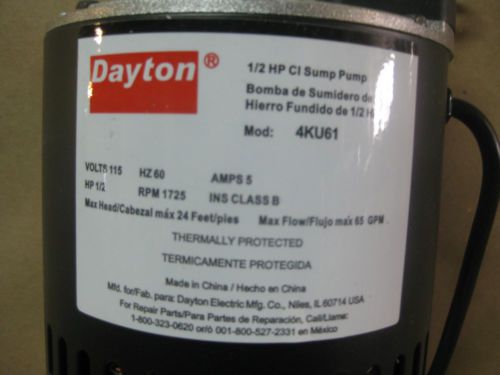 Dayton®
1/2 HP CI Sump Pump
Bomba de Sumidero de
Hierro Fundido de 1/2 H
Mod: 4KU61
VOLTS 115 HZ 60 AMPS 5
HP 1/2 RPM 1725 INS CLASS B
Max Head/Cabezal máx 24 Feet/pies Max Flow/Flujo máx 65 GPM
THERMALLY PROTECTED
TERMICAMENTE PROTEGIDA
Made in China / Hecho en China
Mfd. for/Fab. para: Dayton Electric Mfg. Co., Niles, IL 60714 USA
For Repair Parts/Para Partes de Reparación, Call/Llame:
1-800-323-0620 or/ó 001-800-527-2331 en México